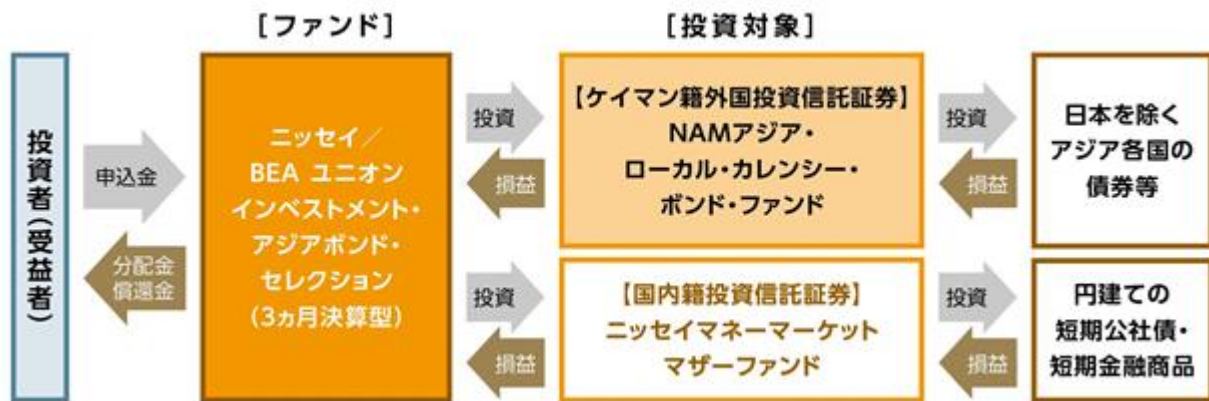 [ファンド]
[投資対象]
投資者(受益者)
申込金
分配金
償還金
ニッセイ／
BEA ユニオン
インベストメント・
アジアボンド・
セレクション
(3ヵ月決算型)
投資
損益
【ケイマン籍外国投資信託証券】
NAMアジア・
ローカル・カレンシー・
ボンド・ファンド
投資
損益
日本を除く
アジア各国の
債券等
投資
損益
【国内籍投資信託証券】
ニッセイマネーマーケット
マザーファンド
投資
損益
円建ての
短期公社債・
短期金融商品